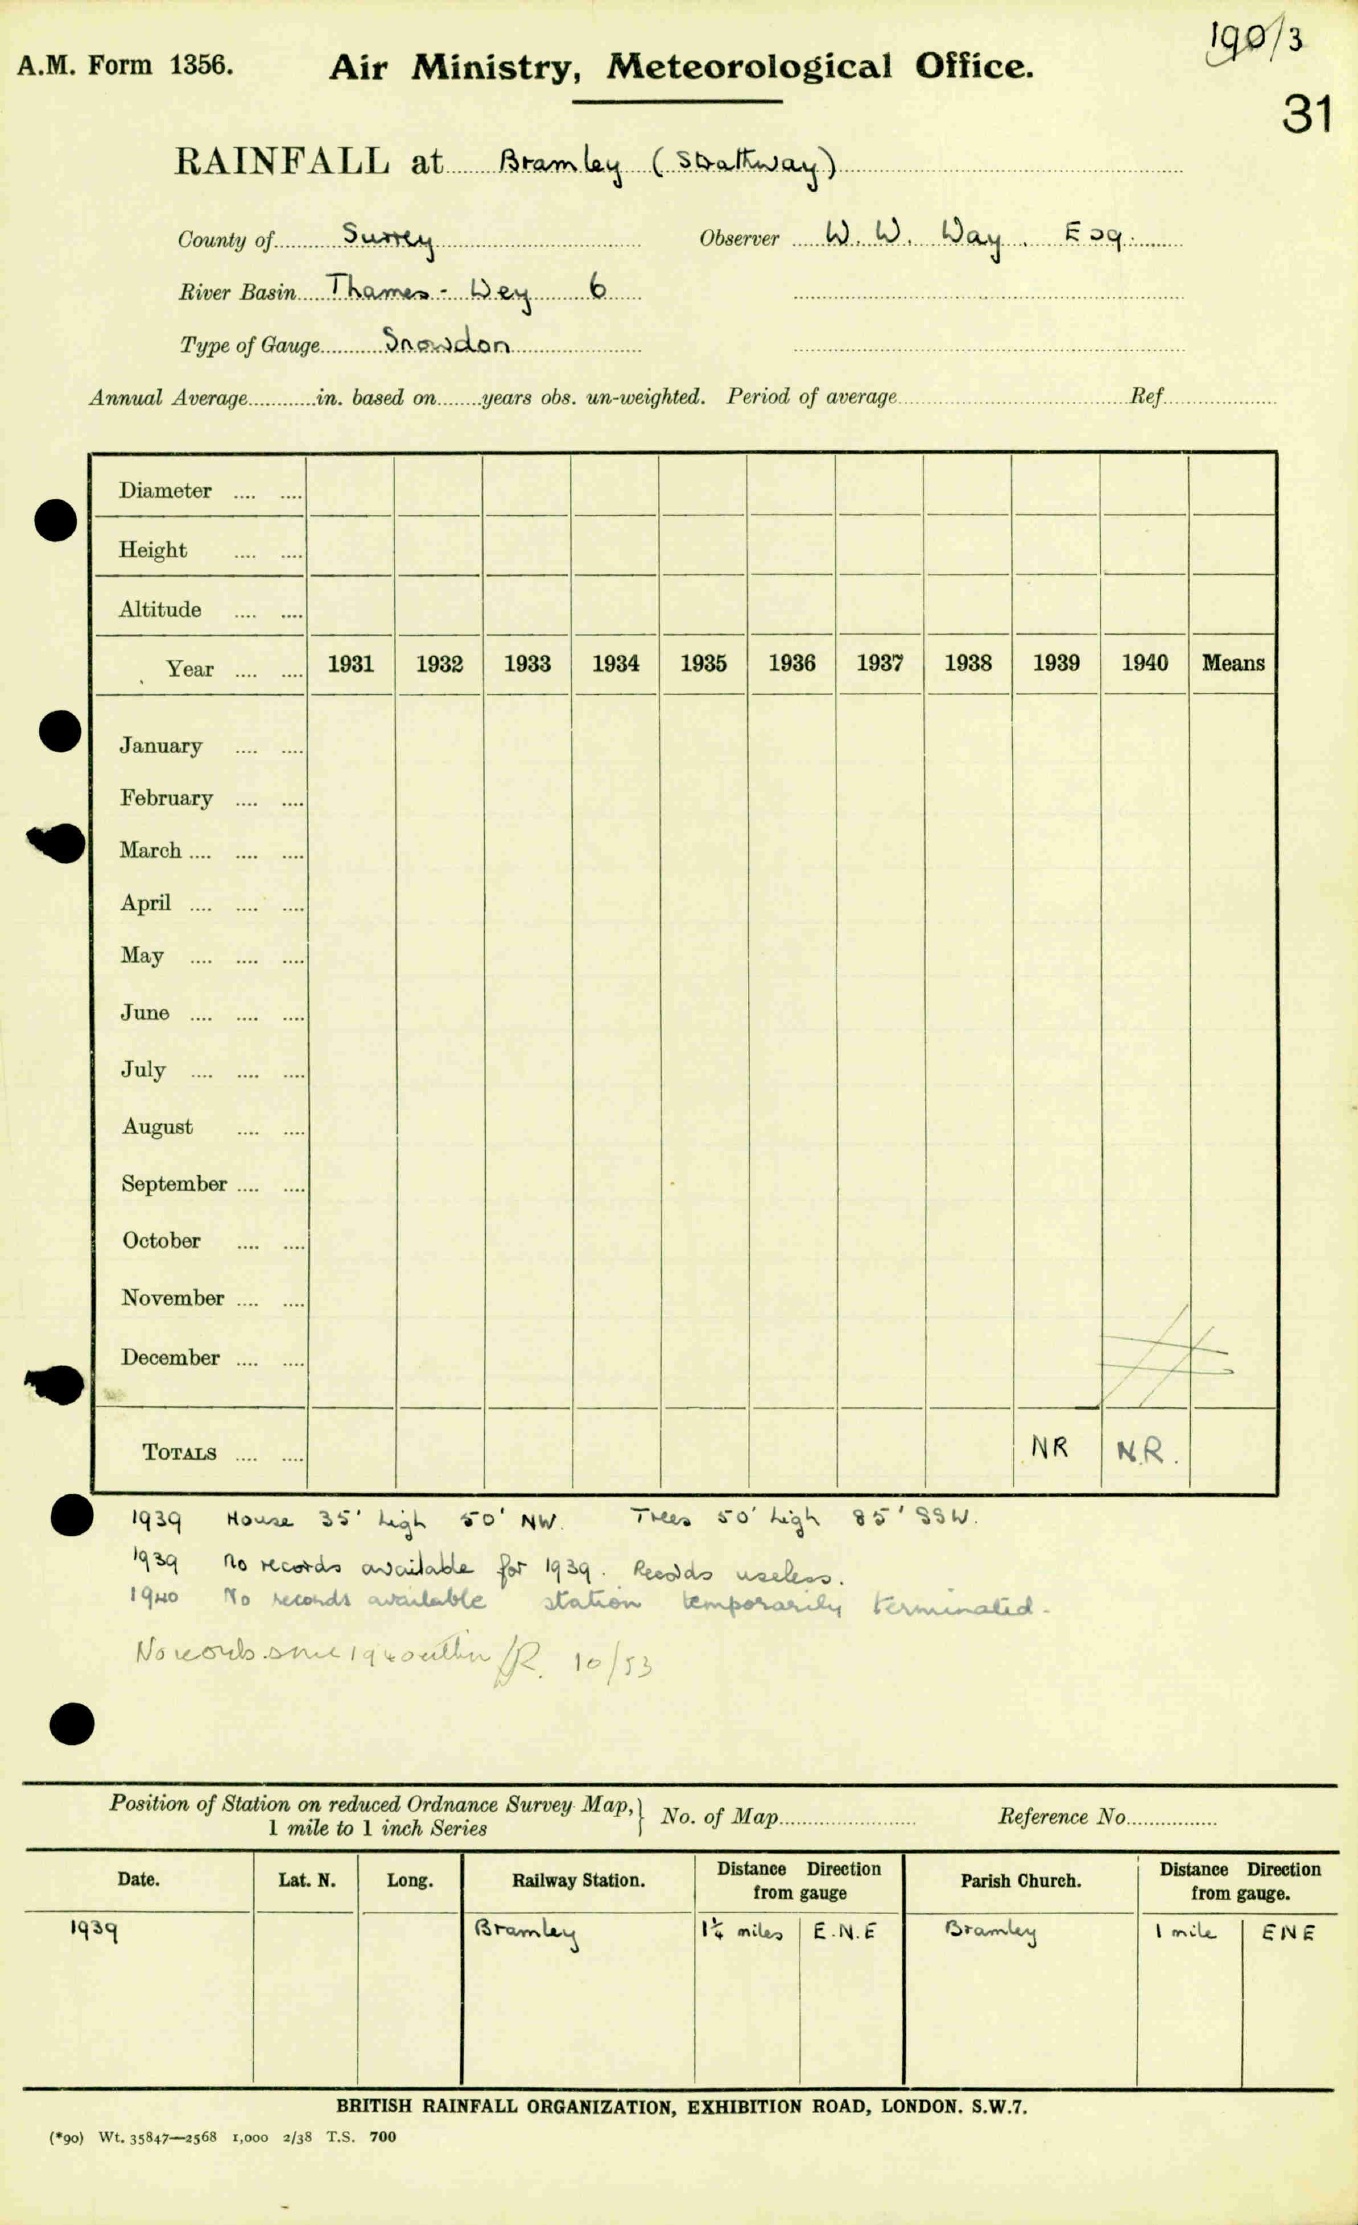 190/3
A.M. Form 1356. Air Ministry, Meteorological Office.
31
RAINFALL at Bramley (Strathway)
County of Surrey Observer W. W. Way. Esq.
River Basin Thames - Wey 6
Type of Gauge Snowdon
Annual Average in. based on years obs. un-weighted. Period of average Ref.
Diameter
Height
Altitude
Year 1931 1932 1933 1934 1935 1936 1937 1938 1939 1940 Means
January
February
March
April
May
June
July
August
September
October
November
December
TOTALS NR N.R.
1939 House 35' high 50' NW. Trees 50' high 85' SSW.
1939 No records available for 1939. Records useless.
1940 No records available station temporarily terminated.
No records since 1940 10/53
Position of Station on reduced Ordnance Survey Map, } No. of Map Reference No.
1 mile to 1 inch Series
Date. Lat. N. Long. Railway Station. Distance Direction from gauge Parish Church. Distance Direction from gauge.
1939 Bramley 1¼ miles E.N.E Bramley 1 mile ENE
BRITISH RAINFALL ORGANIZATION, EXHIBITION ROAD, LONDON. S.W.7.
(*90) Wt. 35847—2568 1,000 2/38 T.S. 700